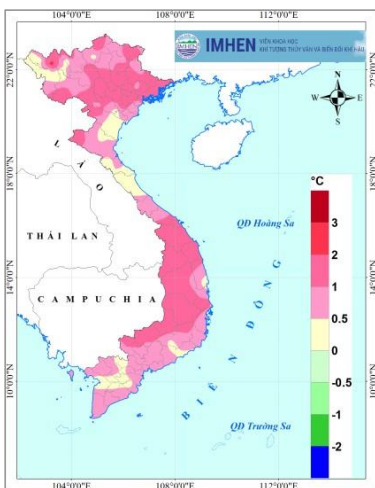 104°0'0"E 108°0'0"E 112°0'0"E
IMHEN VIỆN KHOA HỌC
KHÍ TƯỢNG THỦY VĂN VÀ BIẾN ĐỔI KHÍ HẬU
22°0'0"N
N
W E
S
LÀO
18°0'0"N
°C
QĐ Hoàng Sa
3
THÁI LAN
2
14°0'0"N
CAMPUCHIA
1
0.5
BIỂN ĐÔNG
0
-0.5
10°0'0"N
-1
QĐ Trường Sa
-2
104°0'0"E 108°0'0"E 112°0'0"E